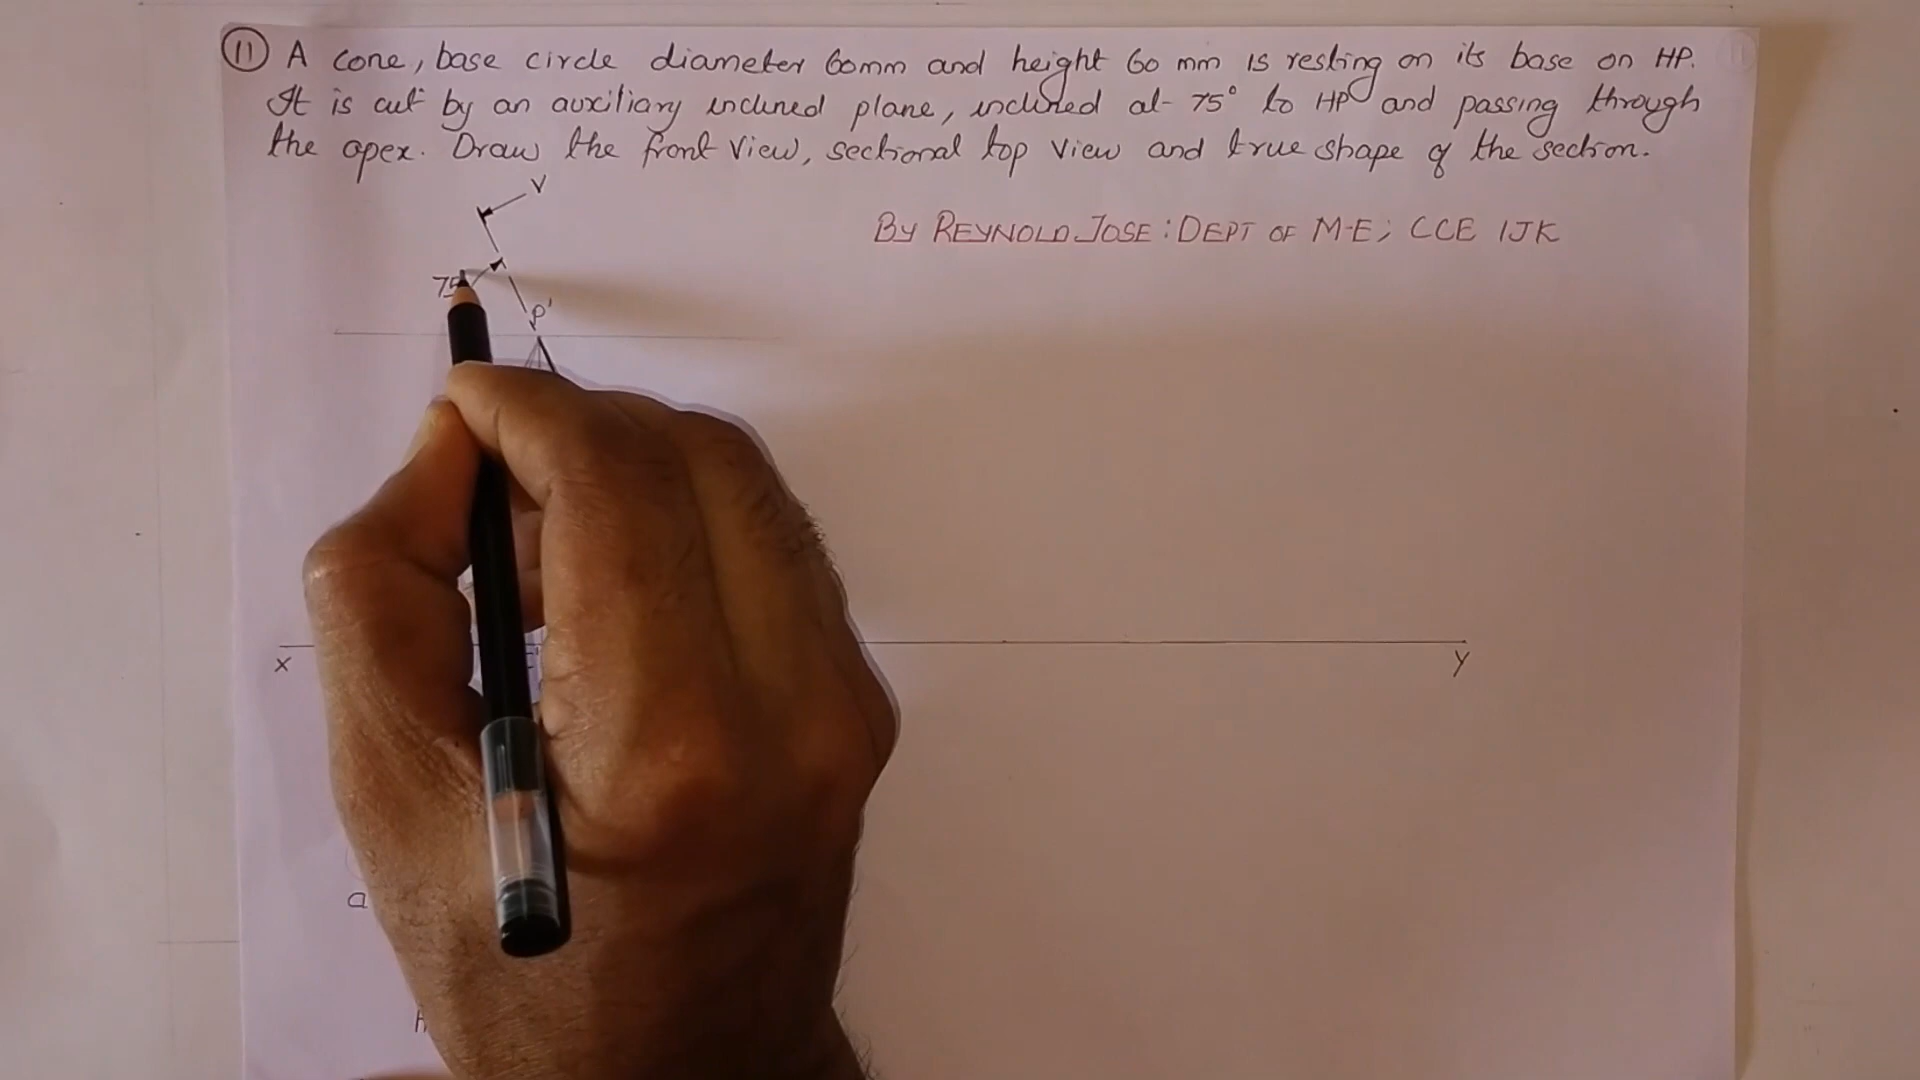 11 A cone, base circle diameter 60mm and height 60 mm is resting on its base on HP.
It is cut by an auxiliary inclined plane, inclined at 75° to HP and passing through
the apex. Draw the front view, sectional top view and true shape of the section.
V
By REYNOLD JOSE : DEPT OF M-E; CCE IJK
75
P'
X
Y
a